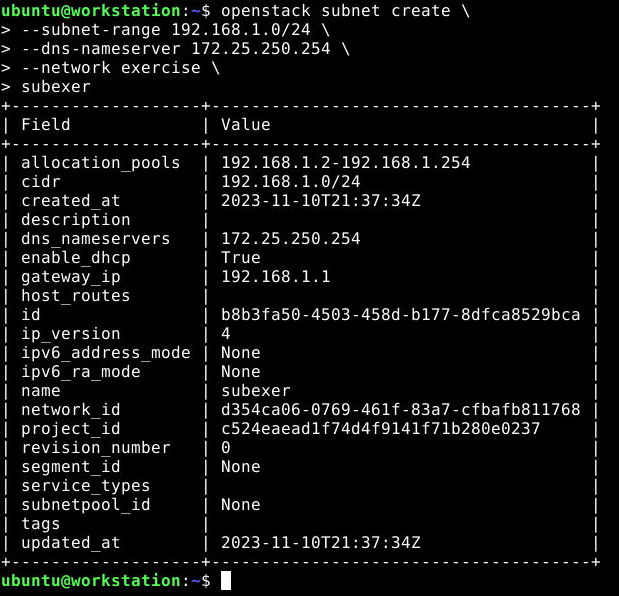 ubuntu@workstation:~$ openstack subnet create \
> --subnet-range 192.168.1.0/24 \
> --dns-nameserver 172.25.250.254 \
> --network exercise \
> subexer
+-------------------+--------------------------------------+
| Field             | Value                                |
+-------------------+--------------------------------------+
| allocation_pools  | 192.168.1.2-192.168.1.254            |
| cidr              | 192.168.1.0/24                       |
| created_at        | 2023-11-10T21:37:34Z                 |
| description       |                                      |
| dns_nameservers   | 172.25.250.254                       |
| enable_dhcp       | True                                 |
| gateway_ip        | 192.168.1.1                          |
| host_routes       |                                      |
| id                | b8b3fa50-4503-458d-b177-8dfca8529bca |
| ip_version        | 4                                    |
| ipv6_address_mode | None                                 |
| ipv6_ra_mode      | None                                 |
| name              | subexer                              |
| network_id        | d354ca06-0769-461f-83a7-cfbafb811768 |
| project_id        | c524eaead1f74d4f9141f71b280e0237     |
| revision_number   | 0                                    |
| segment_id        | None                                 |
| service_types     |                                      |
| subnetpool_id     | None                                 |
| tags              |                                      |
| updated_at        | 2023-11-10T21:37:34Z                 |
+-------------------+--------------------------------------+
ubuntu@workstation:~$